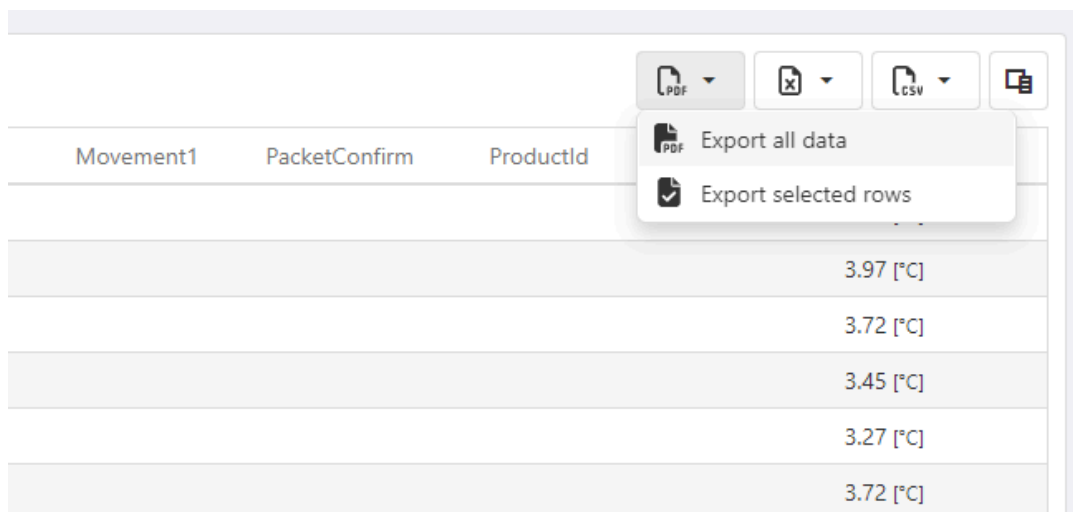 PDF CSV
PDF Export all data
Movement1 PacketConfirm ProductId
Export selected rows
3.97 [°C]
3.72 [°C]
3.45 [°C]
3.27 [°C]
3.72 [°C]